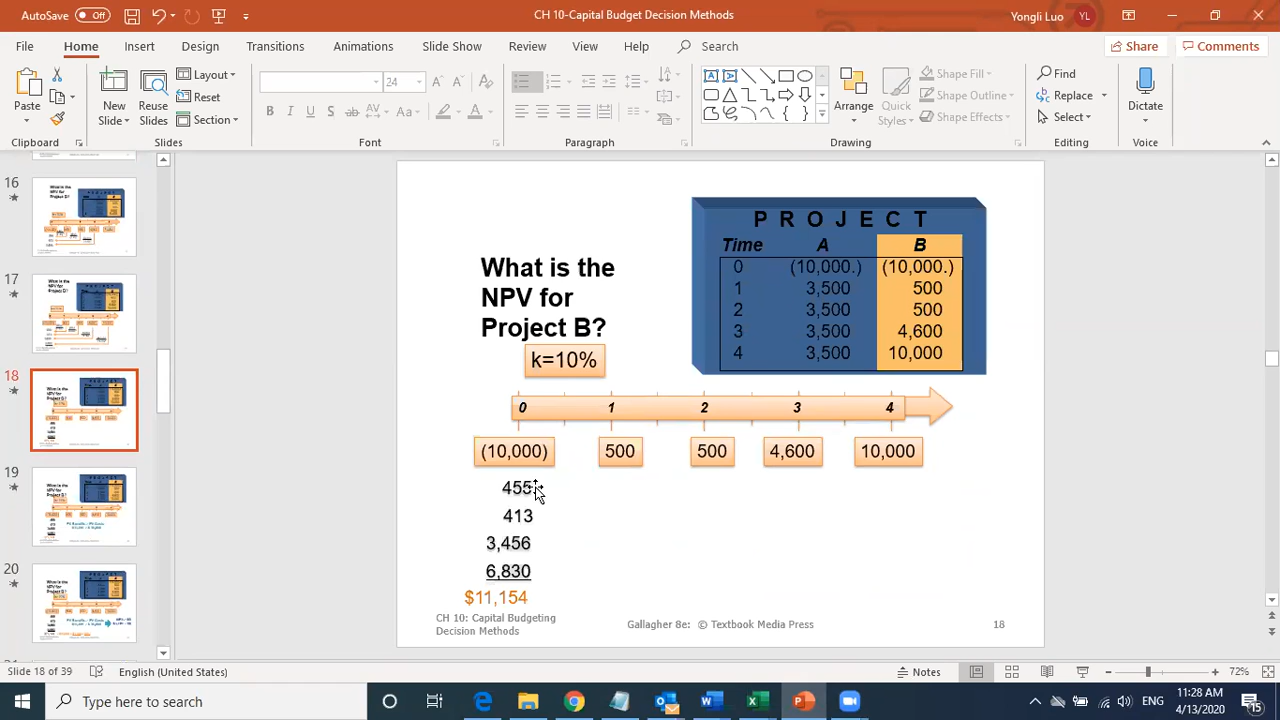 AutoSave Off
CH 10-Capital Budget Decision Methods
Yongli Luo YL
File Home Insert Design Transitions Animations Slide Show Review View Help Search Share Comments
Paste
New Slide
Reuse Slides
Layout
Reset
Section
24
B I U S ab AV Aa
Arrange
Quick Styles
Shape Fill
Shape Outline
Shape Effects
Find
Replace
Select
Dictate
Clipboard Slides Font Paragraph Drawing Editing Voice
16
17
18
19
20
PROJECT
Time A B
0 (10,000.) (10,000.)
1 3,500 500
2 3,500 500
3 3,500 4,600
4 3,500 10,000
What is the
NPV for
Project B?
k=10%
0 1 2 3 4
(10,000) 500 500 4,600 10,000
455
413
3,456
6,830
$11,154
CH 10: Capital Budgeting
Decision Methods
Gallagher 8e: © Textbook Media Press
18
Slide 18 of 39 English (United States) Notes 72%
Type here to search
ENG
11:28 AM
4/13/2020
15